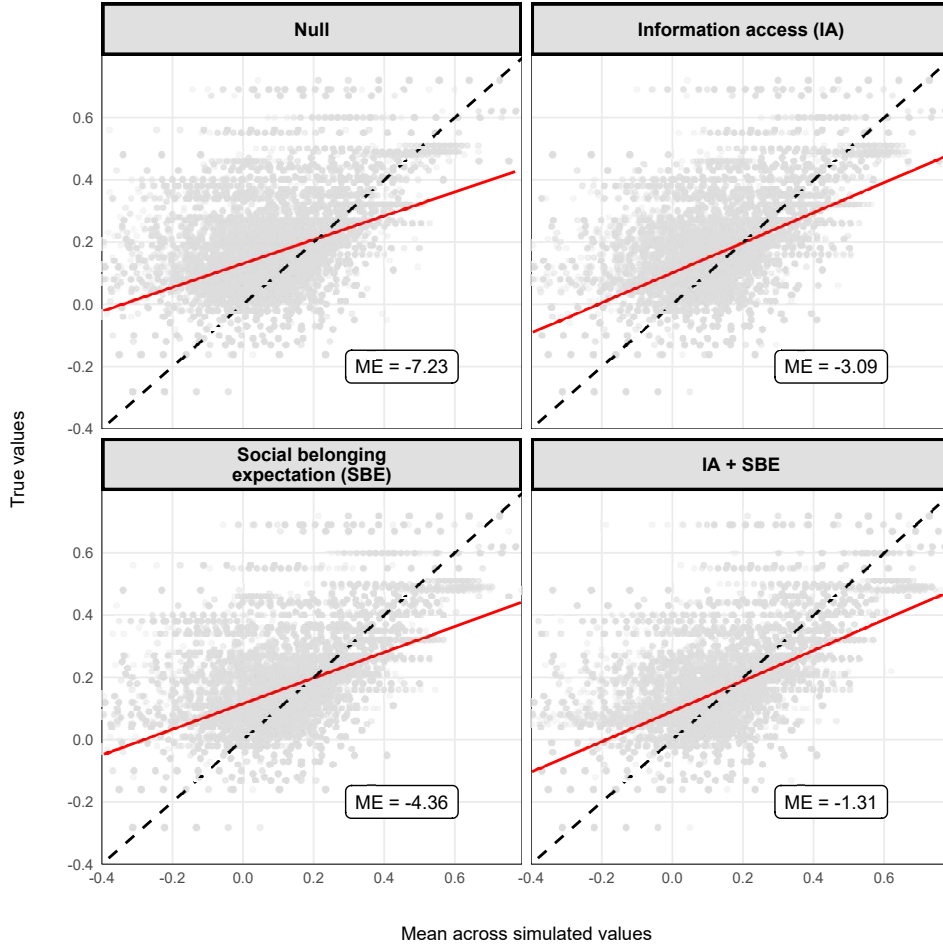 Null
Information access (IA)
0.6
0.4
0.2
0.0
-0.2
-0.4
ME = -7.23
ME = -3.09
True values
Social belonging
expectation (SBE)
IA + SBE
0.6
0.4
0.2
0.0
-0.2
-0.4
ME = -4.36
ME = -1.31
-0.4 -0.2 0.0 0.2 0.4 0.6
-0.4 -0.2 0.0 0.2 0.4 0.6
Mean across simulated values